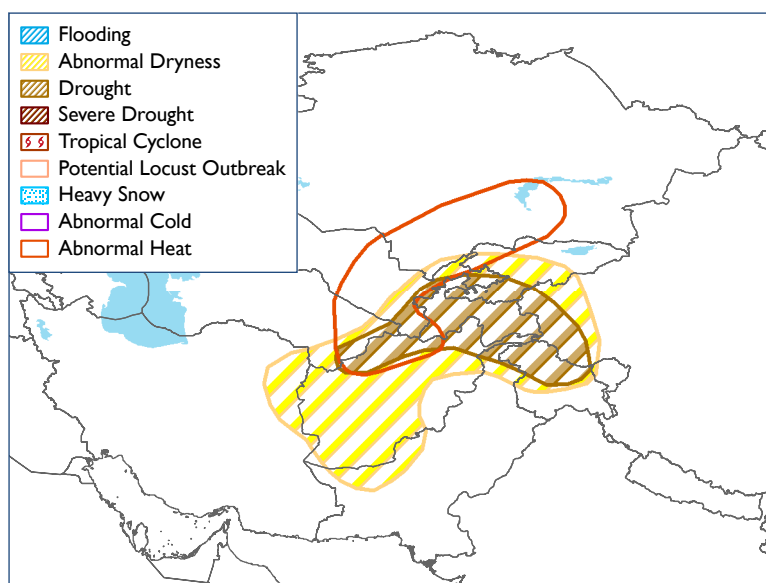 Flooding
Abnormal Dryness
Drought
Severe Drought
Tropical Cyclone
Potential Locust Outbreak
Heavy Snow
Abnormal Cold
Abnormal Heat